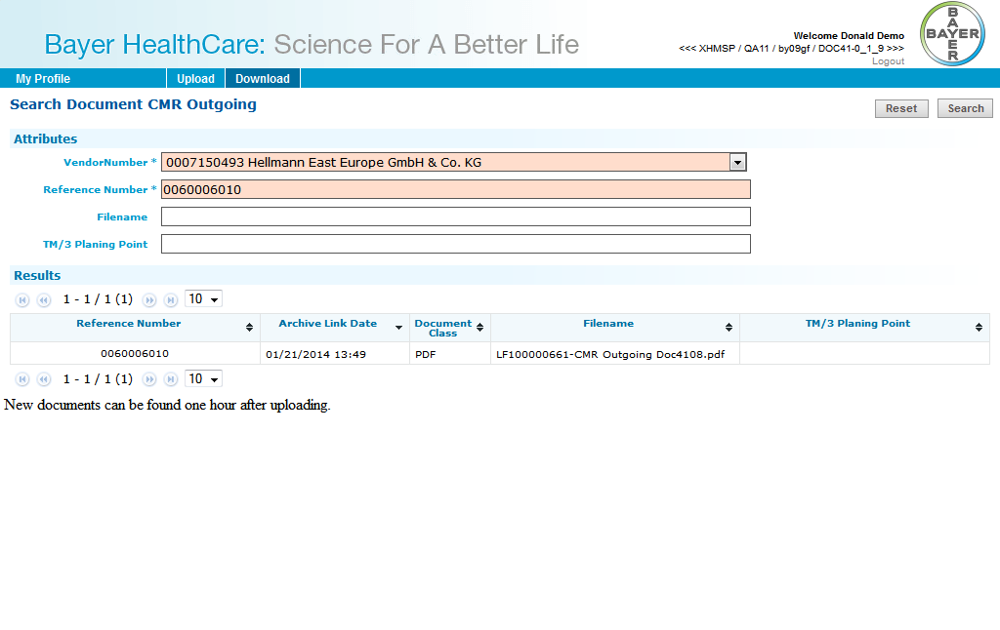 Bayer HealthCare: Science For A Better Life
Welcome Donald Demo
<<< XHMSP / QA11 / by09gf / DOC41-0_1_9 >>>
Logout
BAYER
BAYER
My Profile Upload Download
Search Document CMR Outgoing
Reset Search
Attributes
VendorNumber * 0007150493 Hellmann East Europe GmbH & Co. KG
Reference Number * 0060006010
Filename
TM/3 Planing Point
Results
1 - 1 / 1 (1) 10
Reference Number Archive Link Date Document Class Filename TM/3 Planing Point
0060006010 01/21/2014 13:49 PDF LF100000661-CMR Outgoing Doc4108.pdf
1 - 1 / 1 (1) 10
New documents can be found one hour after uploading.